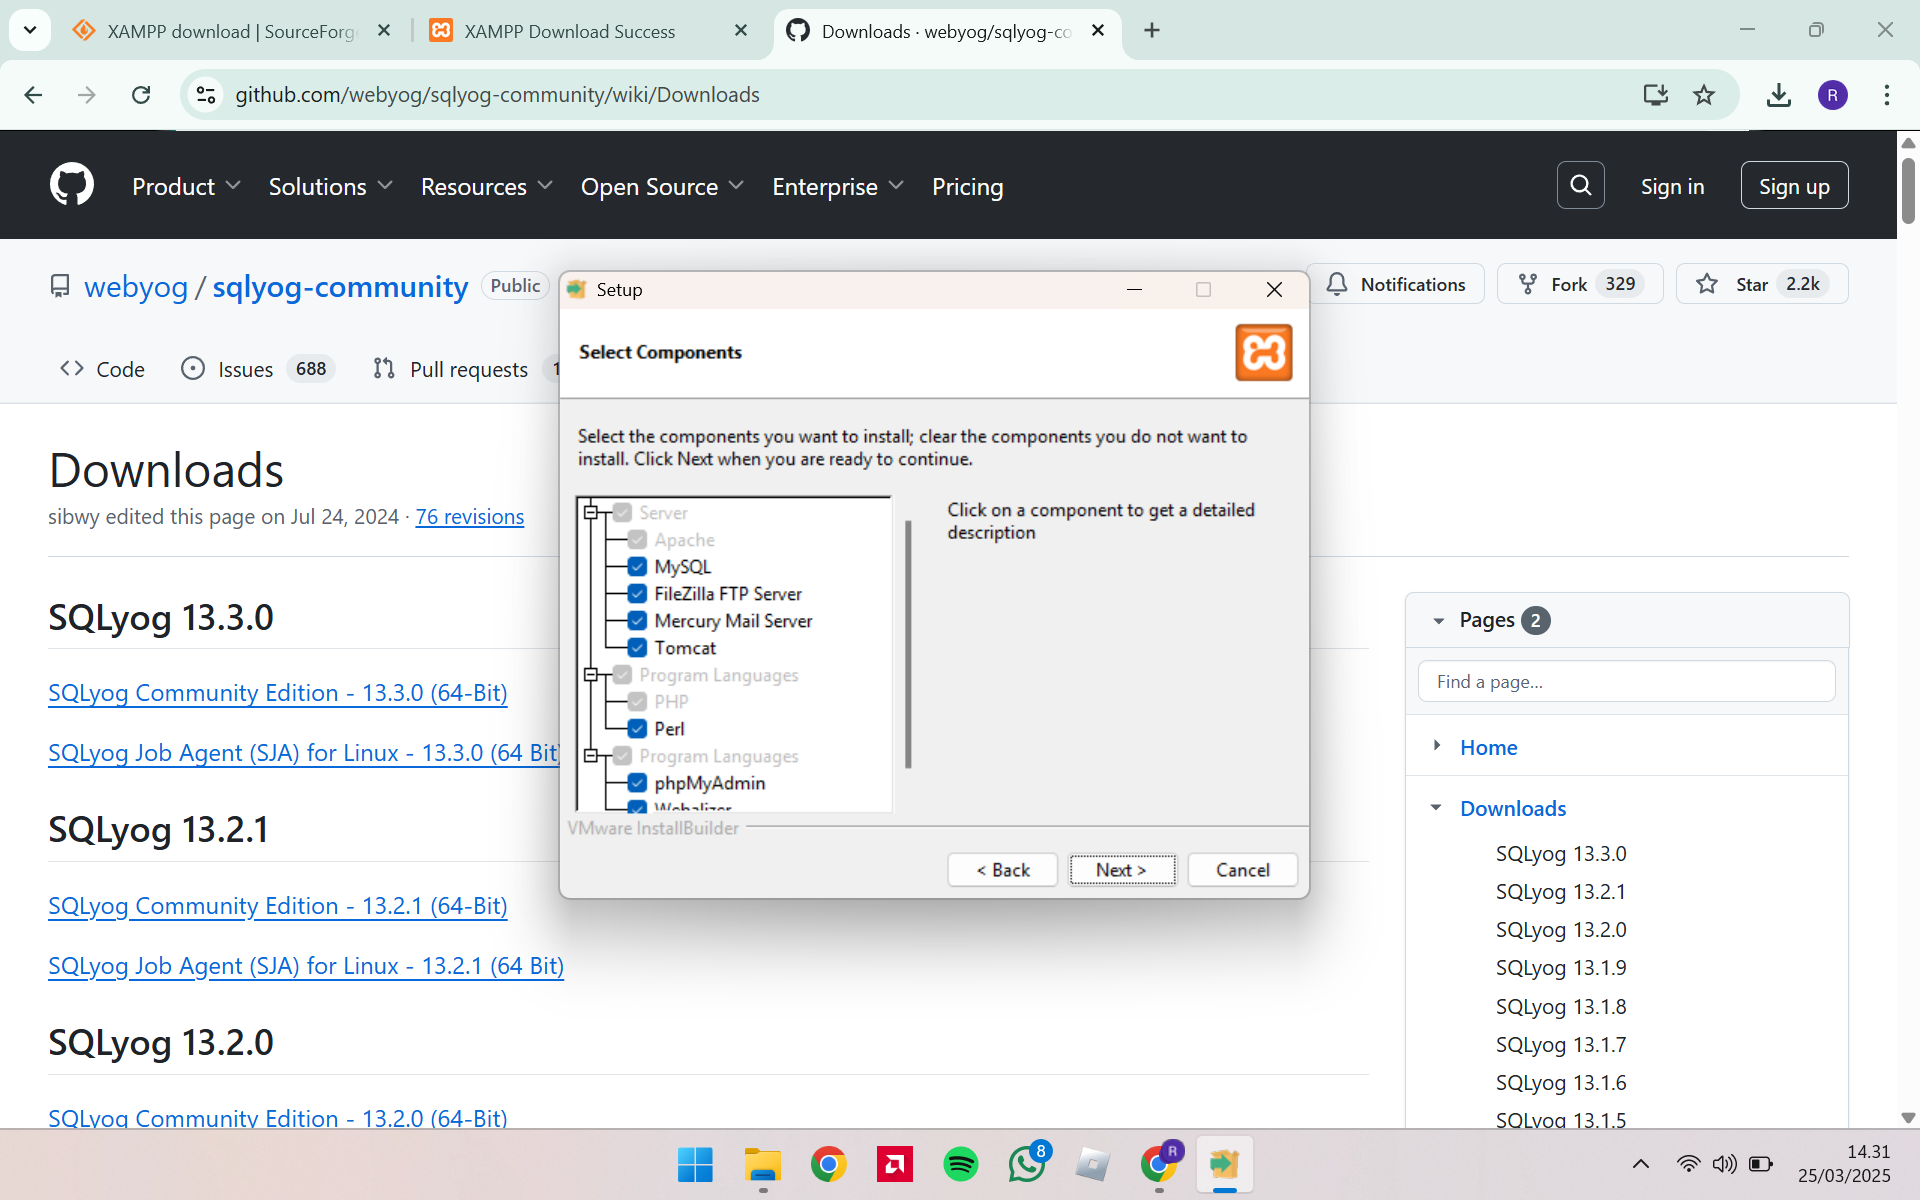 XAMPP download | SourceForge
XAMPP Download Success
Downloads · webyog/sqlyog-co
github.com/webyog/sqlyog-community/wiki/Downloads
R
Product
Solutions
Resources
Open Source
Enterprise
Pricing
Sign in
Sign up
webyog / sqlyog-community
Public
Notifications
Fork 329
Star 2.2k
Code
Issues 688
Pull requests 1
Downloads
sibwy edited this page on Jul 24, 2024 · 76 revisions
SQLyog 13.3.0
SQLyog Community Edition - 13.3.0 (64-Bit)
SQLyog Job Agent (SJA) for Linux - 13.3.0 (64 Bit)
SQLyog 13.2.1
SQLyog Community Edition - 13.2.1 (64-Bit)
SQLyog Job Agent (SJA) for Linux - 13.2.1 (64 Bit)
SQLyog 13.2.0
SQLyog Community Edition - 13.2.0 (64-Bit)
Setup
Select Components
Select the components you want to install; clear the components you do not want to
install. Click Next when you are ready to continue.
Server
Apache
MySQL
FileZilla FTP Server
Mercury Mail Server
Tomcat
Program Languages
PHP
Perl
Program Languages
phpMyAdmin
Webalizer
Click on a component to get a detailed
description
VMware InstallBuilder
< Back
Next >
Cancel
Pages 2
Find a page...
Home
Downloads
SQLyog 13.3.0
SQLyog 13.2.1
SQLyog 13.2.0
SQLyog 13.1.9
SQLyog 13.1.8
SQLyog 13.1.7
SQLyog 13.1.6
SQLyog 13.1.5
8
R
14.31
25/03/2025